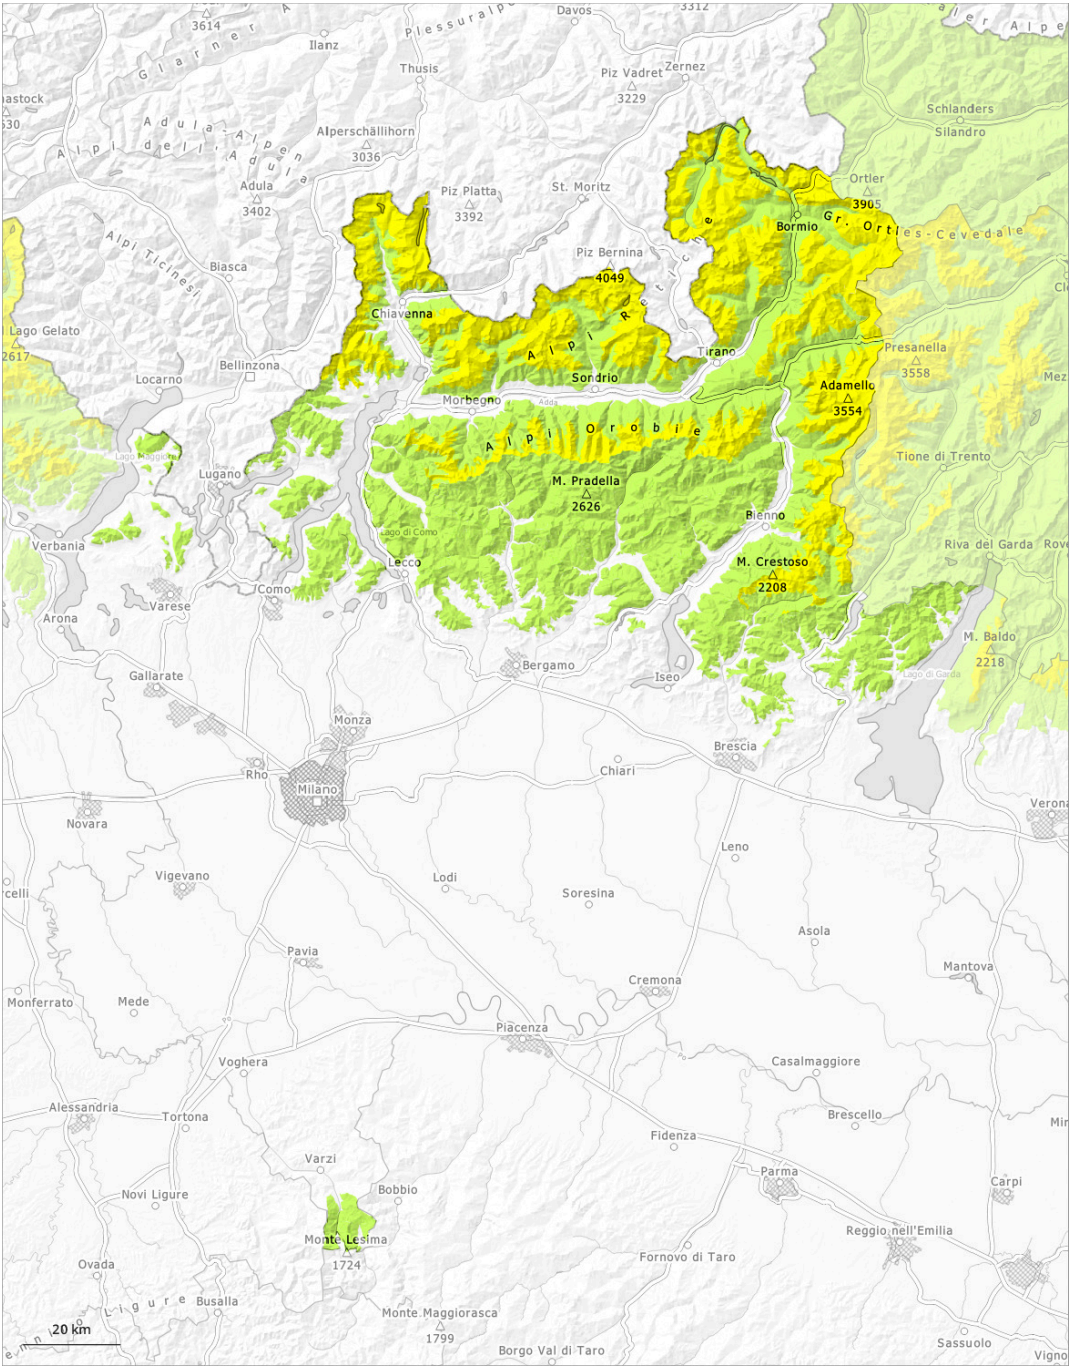 3614
Davos
3312
Plessuralpe
Ilanz
Glarner A
Thusis
Piz Vadret
3229
Zernez
Schlanders
Silandro
Adula-Alpen
Alpi dell'Adula
Alperschällihorn
3036
Adula
3402
Piz Platta
3392
St. Moritz
Ortler
3905
Bormio
Gr. Ortles-Cevedale
Alpi Ticinesi
Biasca
Piz Bernina
4049
Chiavenna
Alpi Retiche
Lago Gelato
2617
Bellinzona
Locarno
Tirano
Presanella
3558
Sondrio
Morbegno
Adda
Adamello
3554
Alpi Orobie
Lago Maggiore
Lugano
M. Pradella
2626
Tione di Trento
Bienno
Lago di Como
Verbania
Riva del Garda
Lecco
M. Crestoso
2208
Como
Varese
Arona
M. Baldo
2218
Bergamo
Iseo
Lago di Garda
Gallarate
Monza
Brescia
Rho
Chiari
Milano
Novara
Verona
Leno
Vigevano
Lodi
Soresina
rcelli
Asola
Pavia
Mantova
Cremona
Monferrato
Mede
Piacenza
Voghera
Casalmaggiore
Alessandria
Tortona
Brescello
Fidenza
Varzi
Parma
Bobbio
Novi Ligure
Carpi
Reggio nell'Emilia
Monte Lesima
1724
Fornovo di Taro
Ovada
Busalla
Ligure
Monte Maggiorasca
1799
20 km
Sassuolo
Borgo Val di Taro
Vigno